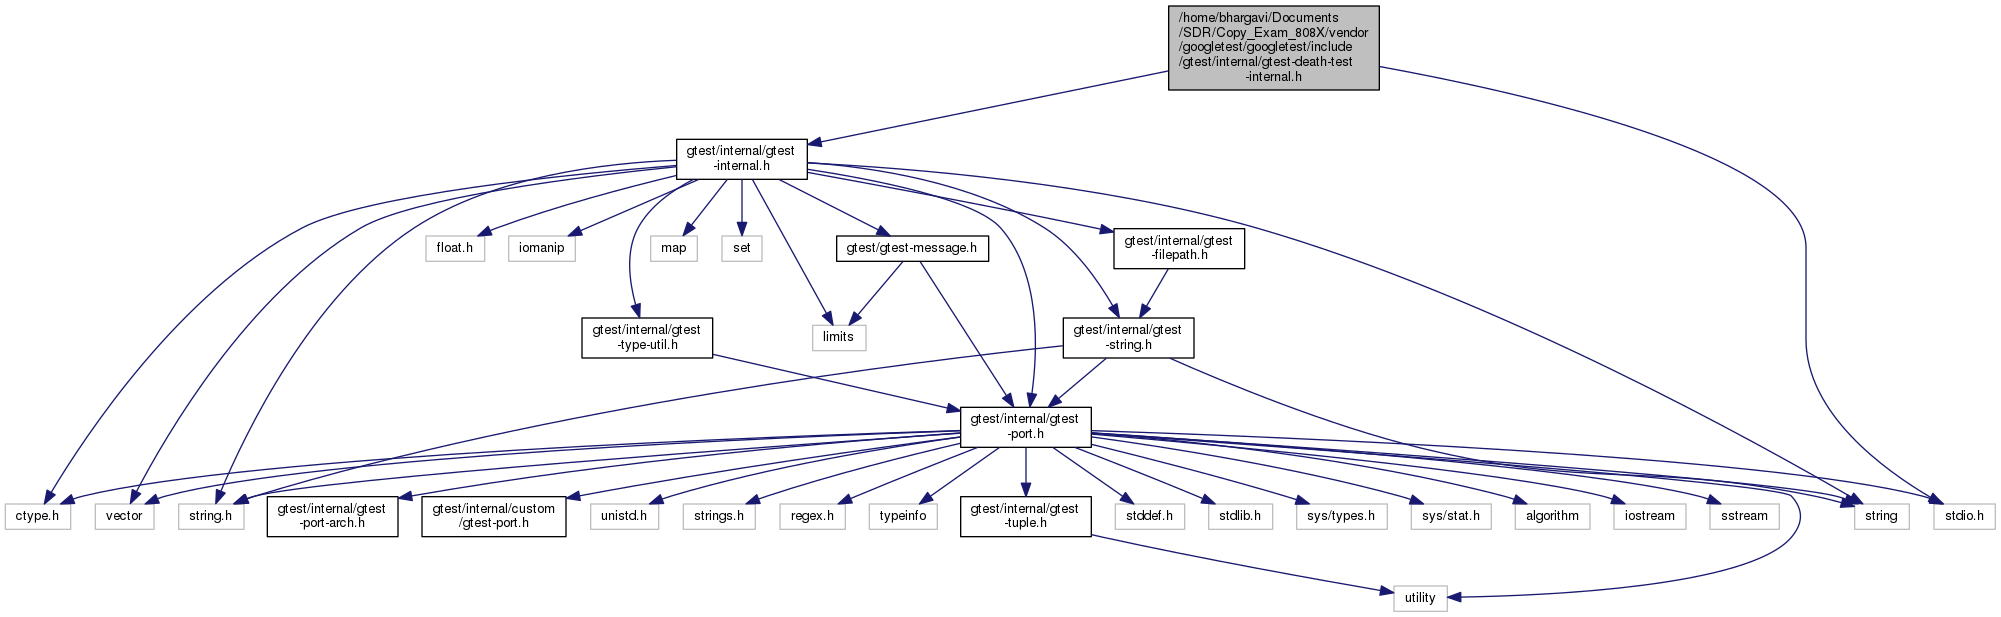 /home/bhargavi/Documents
/SDR/Copy_Exam_808X/vendor
/googletest/googletest/include
/gtest/internal/gtest-death-test
-internal.h
gtest/internal/gtest
-internal.h
float.h
iomanip
map
set
gtest/gtest-message.h
gtest/internal/gtest
-filepath.h
gtest/internal/gtest
-type-util.h
limits
gtest/internal/gtest
-string.h
gtest/internal/gtest
-port.h
ctype.h
vector
string.h
gtest/internal/gtest
-port-arch.h
gtest/internal/custom
/gtest-port.h
unistd.h
strings.h
regex.h
typeinfo
gtest/internal/gtest
-tuple.h
stddef.h
stdlib.h
sys/types.h
sys/stat.h
algorithm
iostream
sstream
string
stdio.h
utility